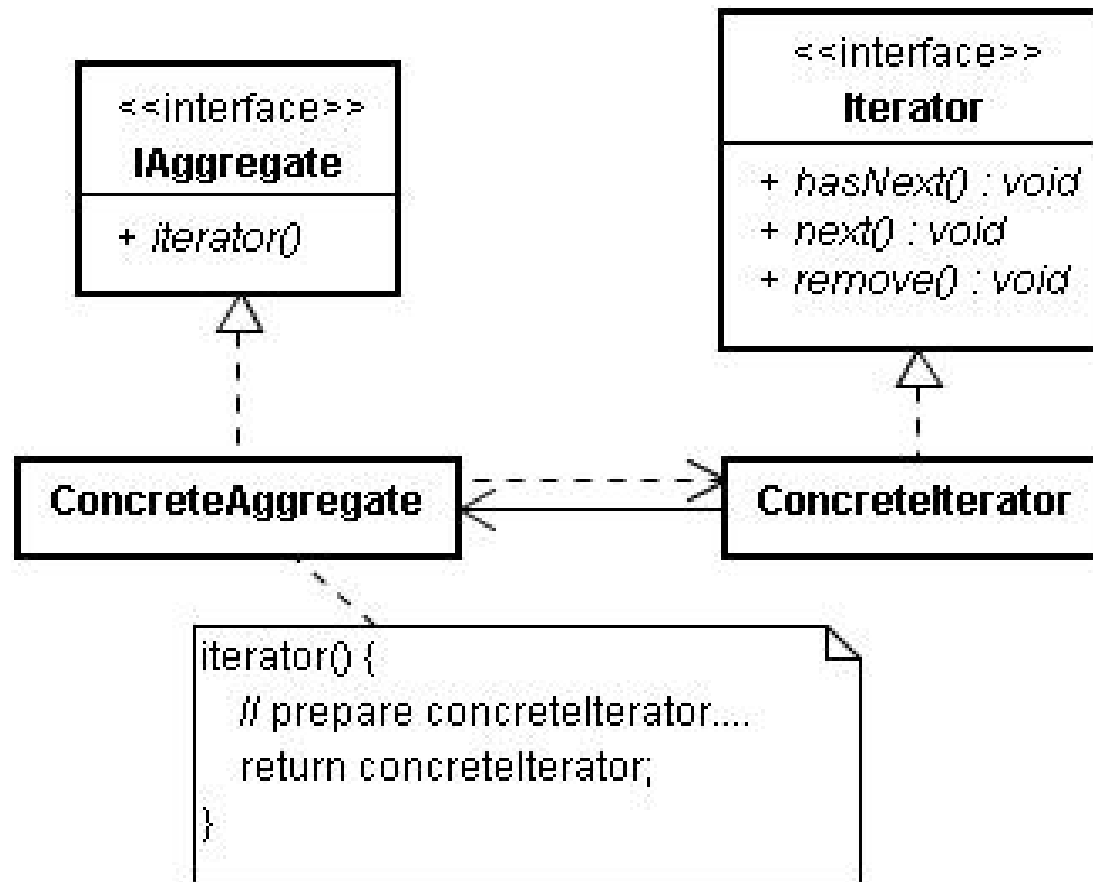 <<interface>>
IAggregate
+ iterator()
<<interface>>
Iterator
+ hasNext() : void
+ next() : void
+ remove() : void
ConcreteAggregate
ConcreteIterator
iterator() {
// prepare concreteIterator....
return concreteIterator;
}